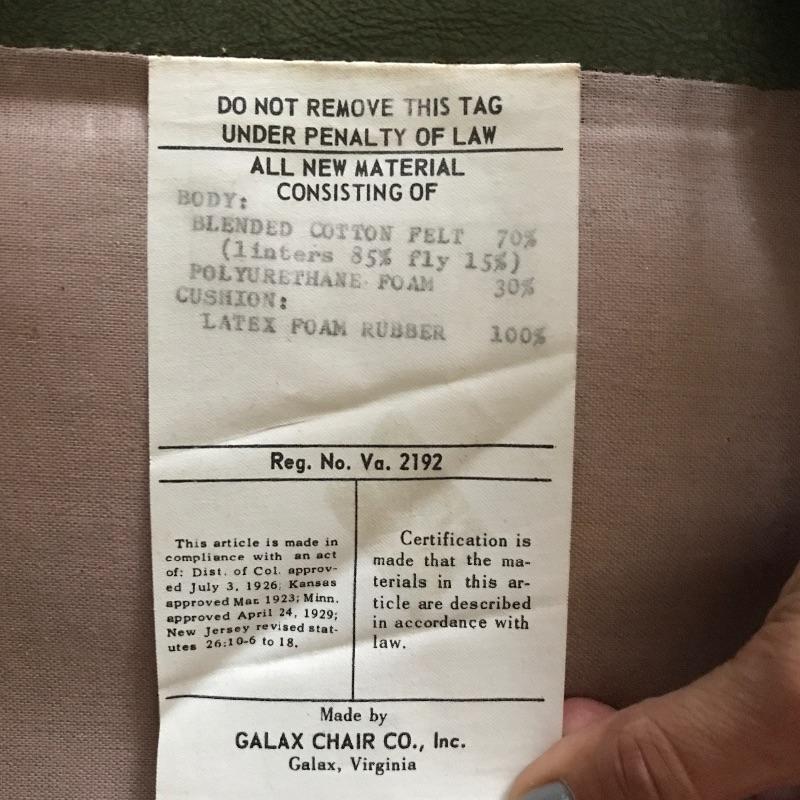 DO NOT REMOVE THIS TAG
UNDER PENALTY OF LAW
ALL NEW MATERIAL
CONSISTING OF
BODY:
BLENDED COTTON FELT 70%
(linters 85% fly 15%)
POLYURETHANE FOAM 30%
CUSHION:
LATEX FOAM RUBBER 100%
Reg. No. Va. 2192
This article is made in
compliance with an act
of: Dist. of Col. approv-
ed July 3, 1926; Kansas
approved Mar. 1923; Minn.
approved April 24, 1929;
New Jersey revised stat-
utes 26:10-6 to 18.
Certification is
made that the ma-
terials in this ar-
ticle are described
in accordance with
law.
Made by
GALAX CHAIR CO., Inc.
Galax, Virginia